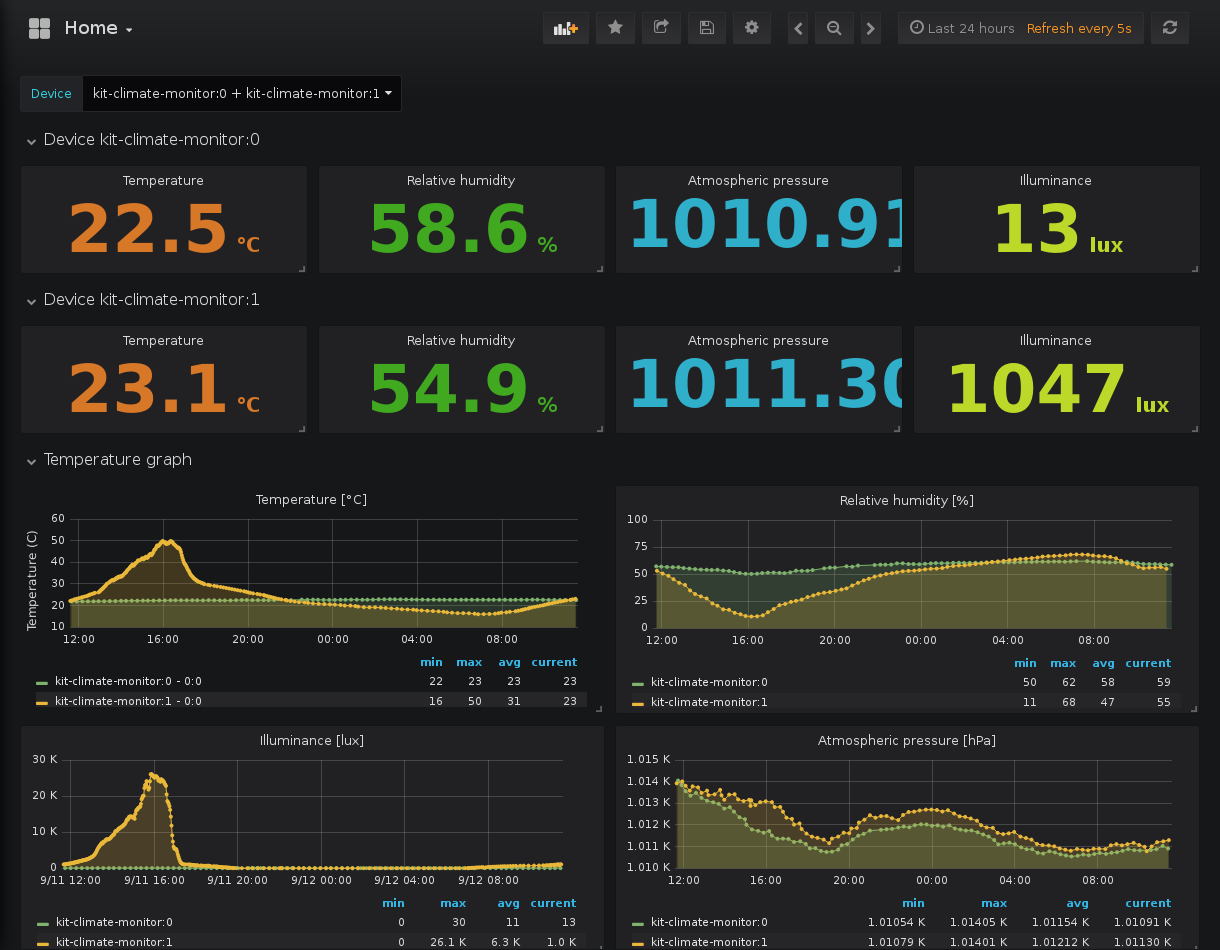 Home
Last 24 hours Refresh every 5s
Device kit-climate-monitor:0 + kit-climate-monitor:1
Device kit-climate-monitor:0
Temperature Relative humidity Atmospheric pressure Illuminance
22.5 °C 58.6 % 1010.91 13 lux
Device kit-climate-monitor:1
Temperature Relative humidity Atmospheric pressure Illuminance
23.1 °C 54.9 % 1011.30 1047 lux
Temperature graph
Temperature [°C]
Temperature (C)
60
50
40
30
20
10
12:00 16:00 20:00 00:00 04:00 08:00
min max avg current
kit-climate-monitor:0 - 0:0 22 23 23 23
kit-climate-monitor:1 - 0:0 16 50 31 23
Relative humidity [%]
100
75
50
25
0
12:00 16:00 20:00 00:00 04:00 08:00
min max avg current
kit-climate-monitor:0 50 62 58 59
kit-climate-monitor:1 11 68 47 55
Illuminance [lux]
30 K
20 K
10 K
0
9/11 12:00 9/11 16:00 9/11 20:00 9/12 00:00 9/12 04:00 9/12 08:00
min max avg current
kit-climate-monitor:0 0 30 11 13
kit-climate-monitor:1 0 26.1 K 6.3 K 1.0 K
Atmospheric pressure [hPa]
1.015 K
1.014 K
1.013 K
1.012 K
1.011 K
1.010 K
12:00 16:00 20:00 00:00 04:00 08:00
min max avg current
kit-climate-monitor:0 1.01054 K 1.01405 K 1.01154 K 1.01091 K
kit-climate-monitor:1 1.01079 K 1.01401 K 1.01212 K 1.01130 K